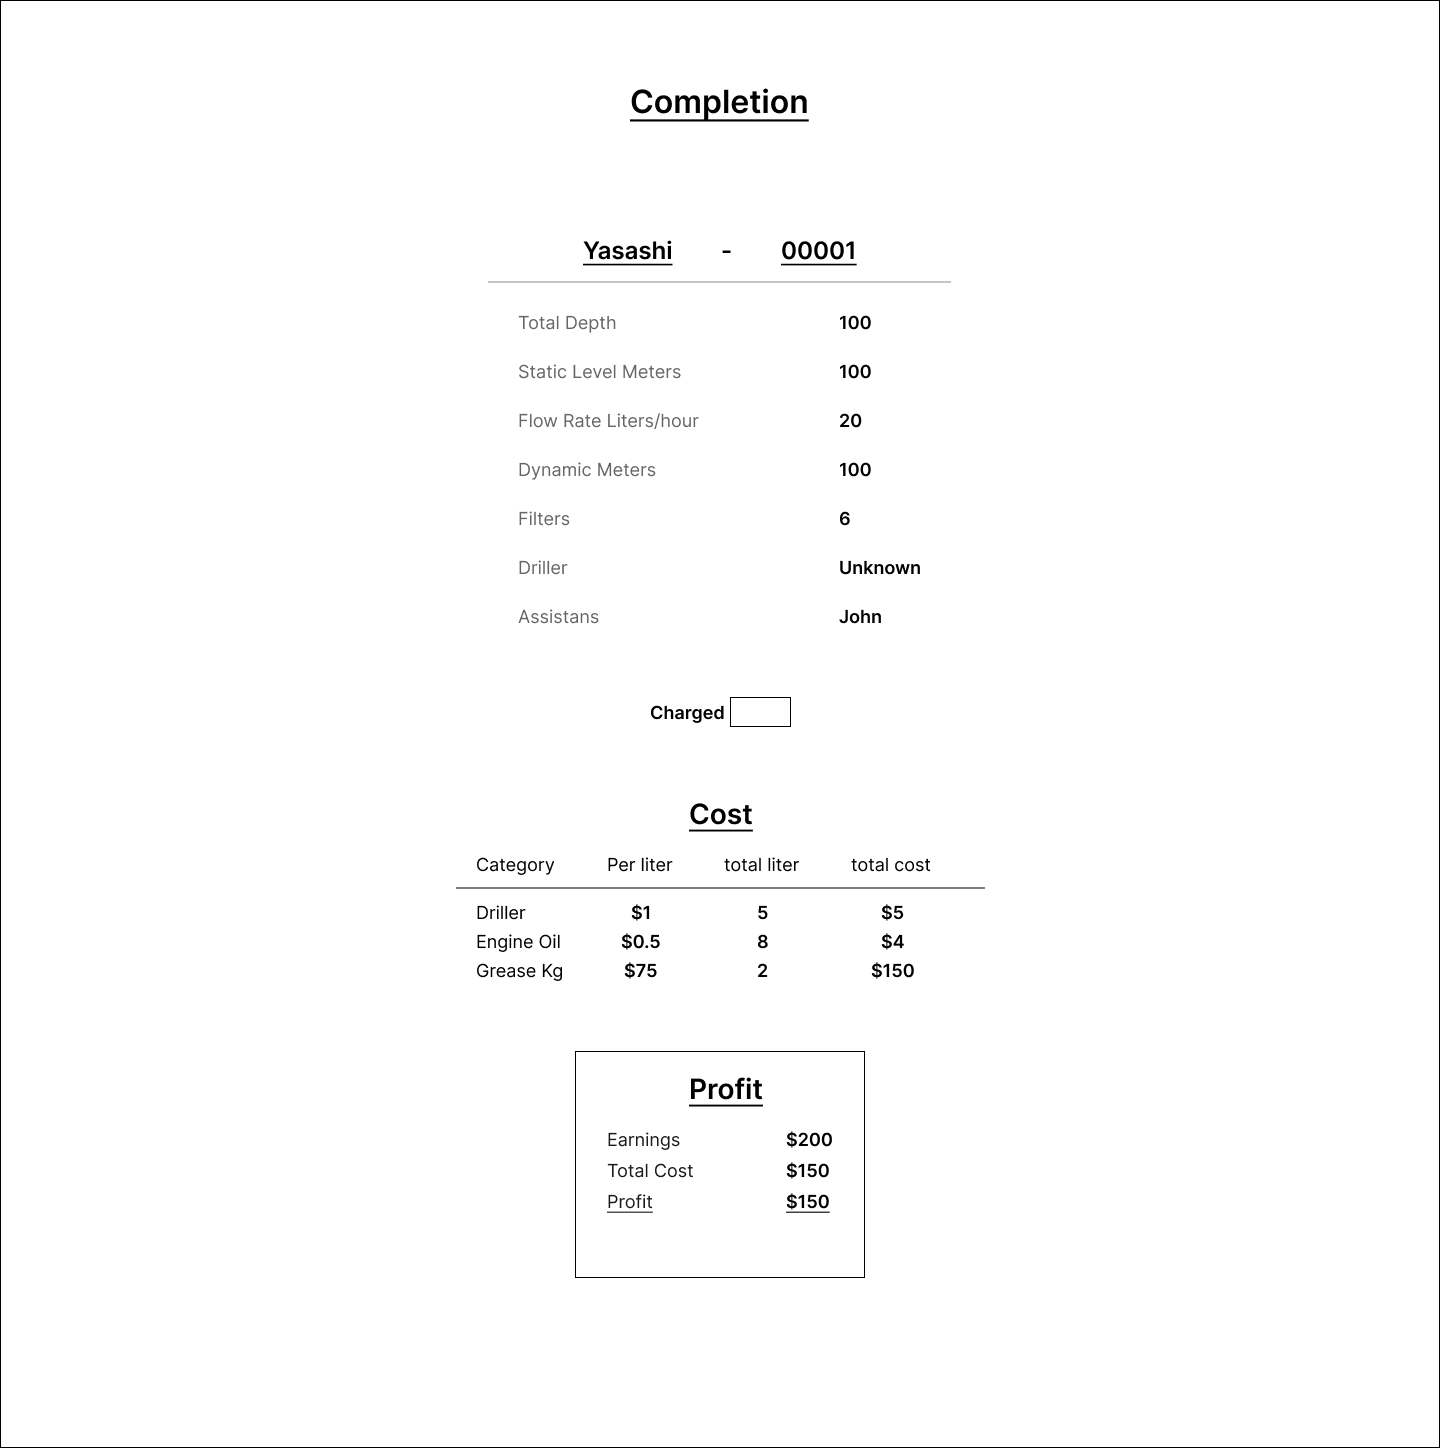 Completion
Yasashi - 00001
Total Depth 100
Static Level Meters 100
Flow Rate Liters/hour 20
Dynamic Meters 100
Filters 6
Driller Unknown
Assistans John
Charged
Cost
Category Per liter total liter total cost
Driller $1 5 $5
Engine Oil $0.5 8 $4
Grease Kg $75 2 $150
Profit
Earnings $200
Total Cost $150
Profit $150